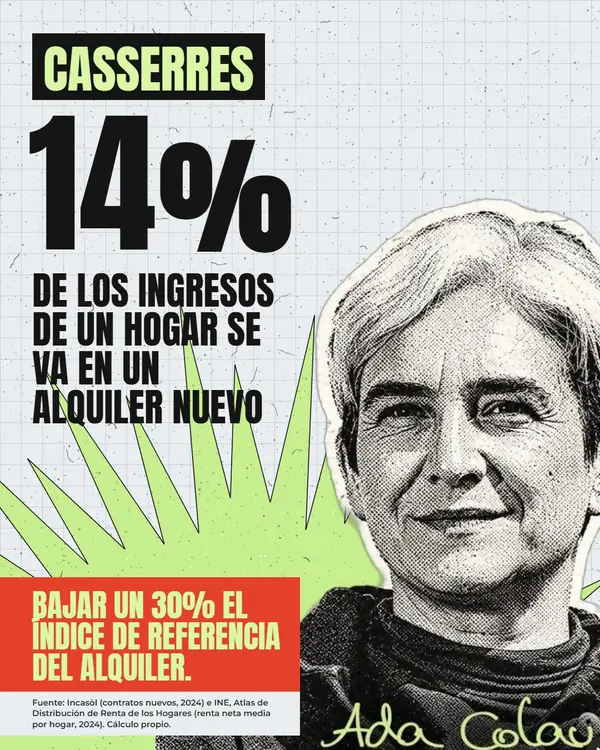 CASSERRES
14%
DE LOS INGRESOS
DE UN HOGAR SE
VA EN UN
ALQUILER NUEVO
BAJAR UN 30% EL
ÍNDICE DE REFERENCIA
DEL ALQUILER.
Fuente: Incasòl (contratos nuevos, 2024) e INE, Atlas de
Distribución de Renta de los Hogares (renta neta media
por hogar, 2024). Cálculo propio.
Ada Colau